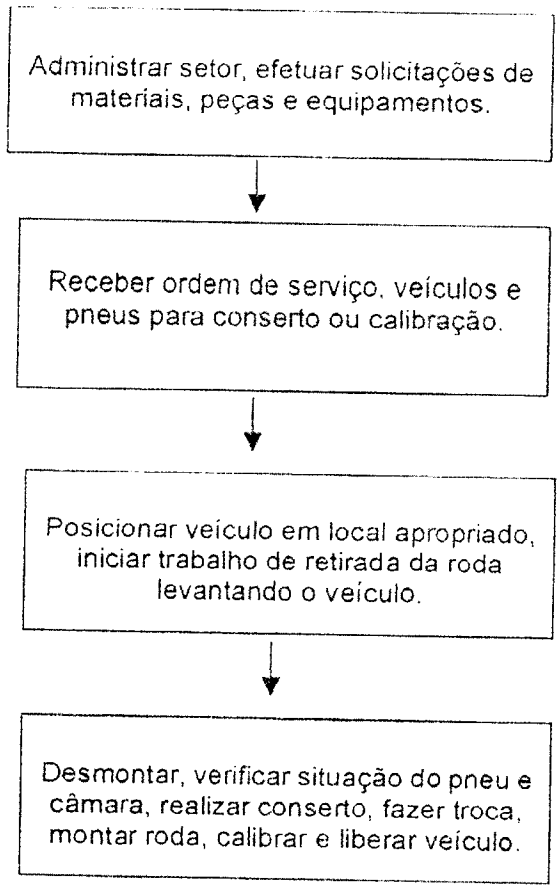 Administrar setor, efetuar solicitações de
materiais, peças e equipamentos.
Receber ordem de serviço, veículos e
pneus para conserto ou calibração.
Posicionar veículo em local apropriado,
iniciar trabalho de retirada da roda
levantando o veículo.
Desmontar, verificar situação do pneu e
câmara, realizar conserto, fazer troca,
montar roda, calibrar e liberar veículo.